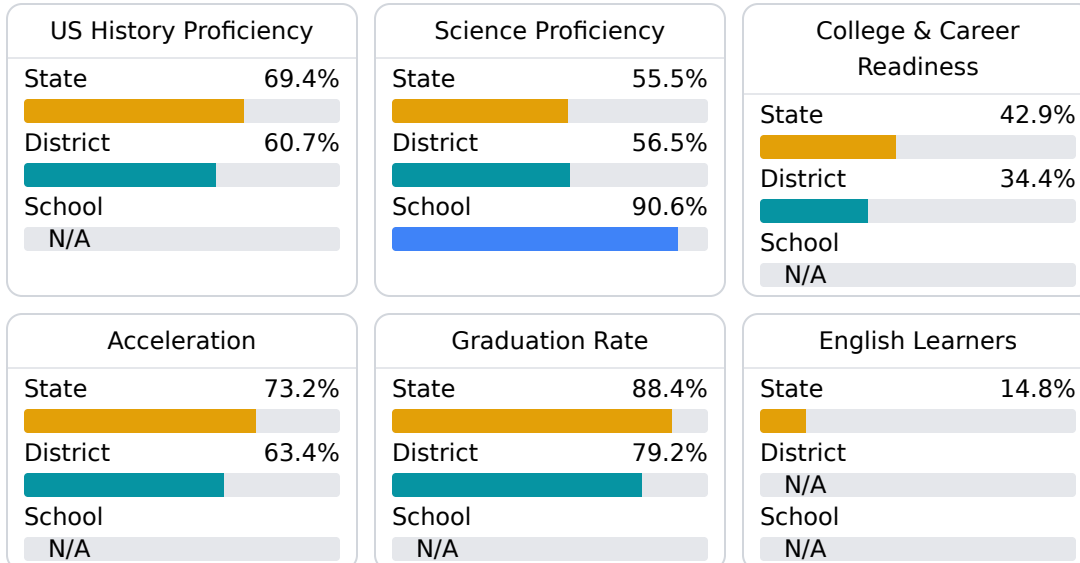 US History Proficiency
State 69.4%
District 60.7%
School
N/A
Science Proficiency
State 55.5%
District 56.5%
School 90.6%
College & Career
Readiness
State 42.9%
District 34.4%
School
N/A
Acceleration
State 73.2%
District 63.4%
School
N/A
Graduation Rate
State 88.4%
District 79.2%
School
N/A
English Learners
State 14.8%
District
N/A
School
N/A